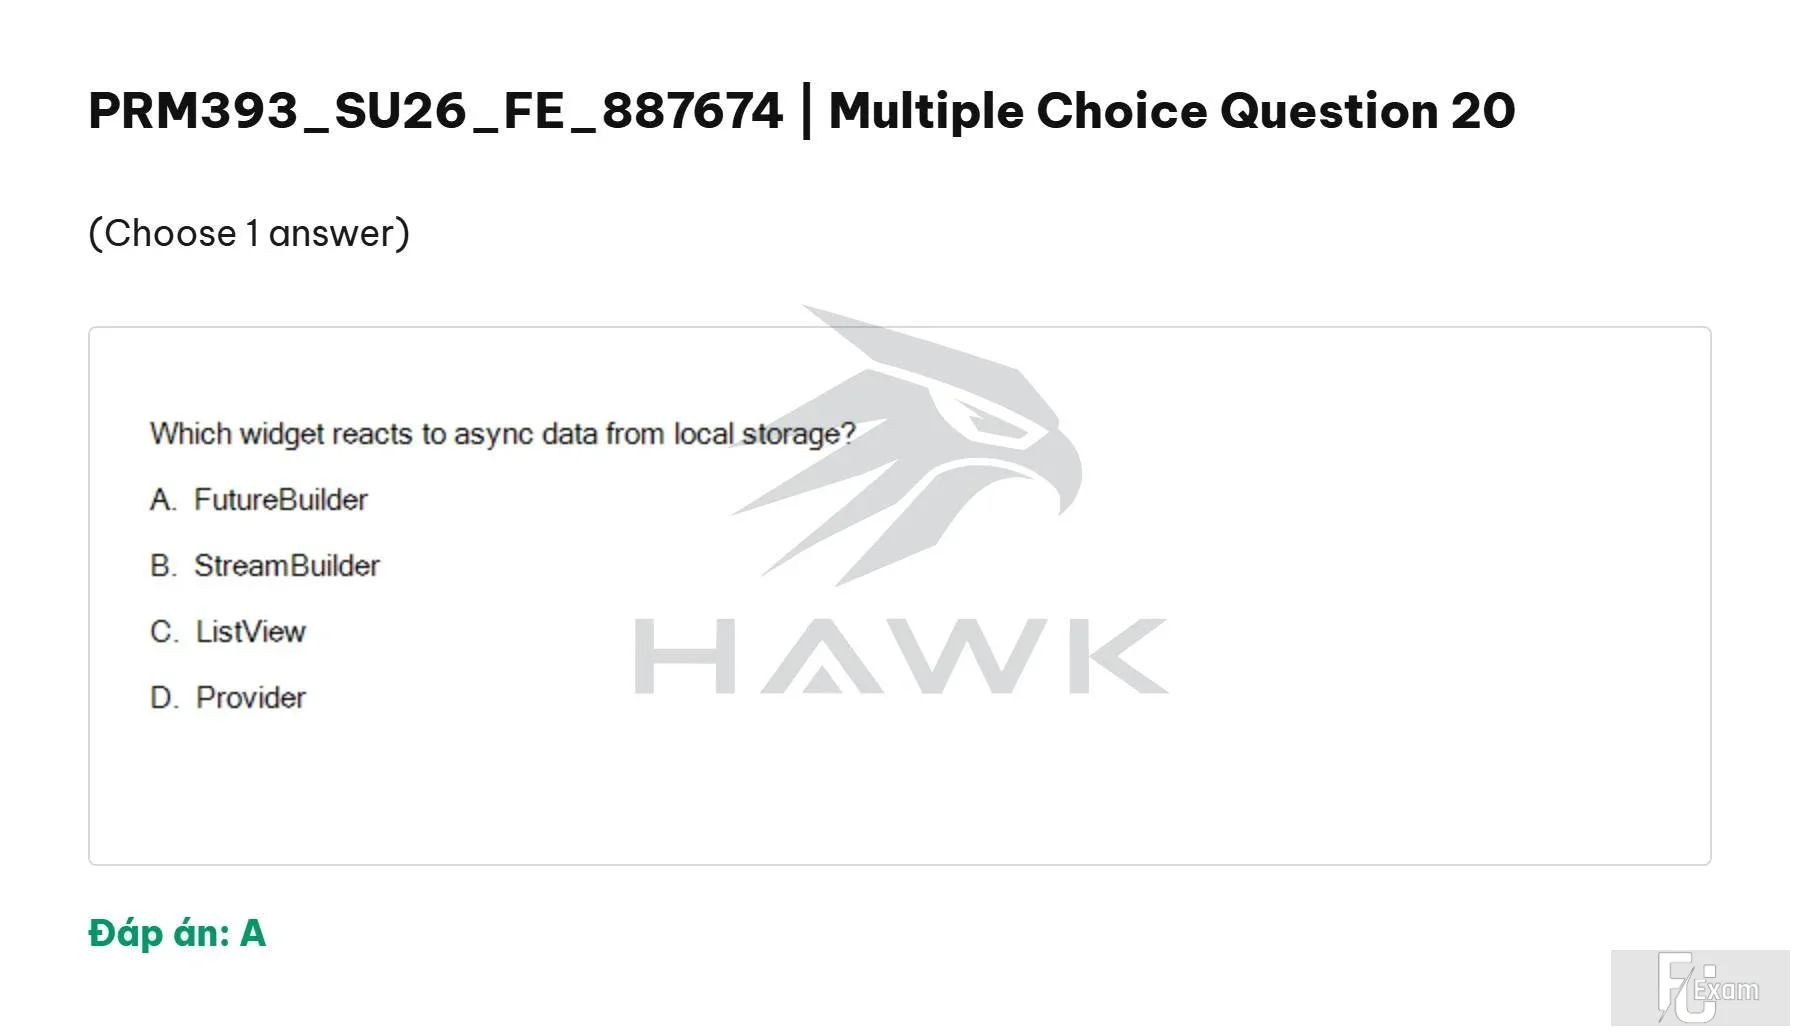 PRM393_SU26_FE_887674 | Multiple Choice Question 20
(Choose 1 answer)
Which widget reacts to async data from local storage?
A. FutureBuilder
B. StreamBuilder
C. ListView
D. Provider
HAWK
Đáp án: A
FU Exam